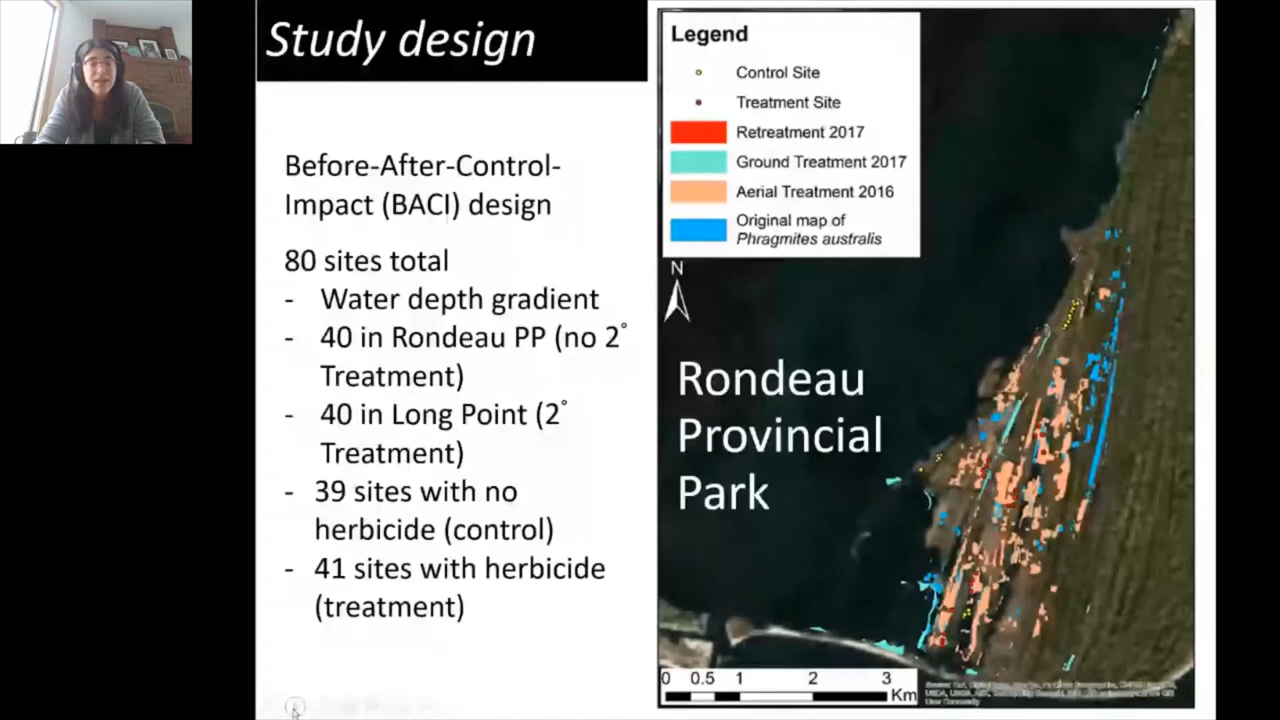 Study design
Before-After-Control-
Impact (BACI) design
80 sites total
- Water depth gradient
- 40 in Rondeau PP (no 2°
Treatment)
- 40 in Long Point (2°
Treatment)
- 39 sites with no
herbicide (control)
- 41 sites with herbicide
(treatment)
Legend
Control Site
Treatment Site
Retreatment 2017
Ground Treatment 2017
Aerial Treatment 2016
Original map of
Phragmites australis
N
Rondeau
Provincial
Park
0 0.5 1 2 3
Km